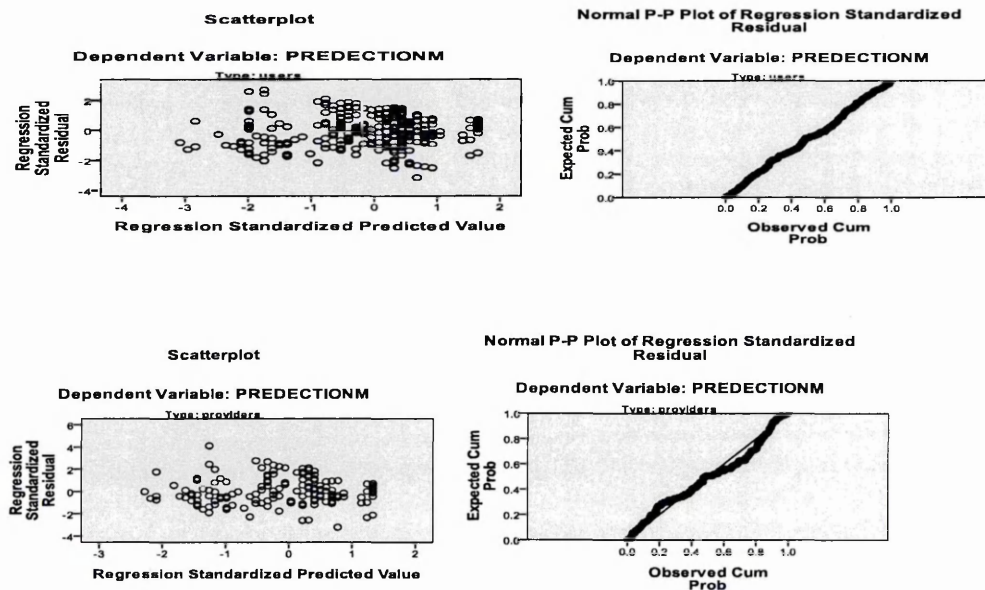 Scatterplot
Dependent Variable: PREDECTIONM
Type: users
Regression
Standardized
Residual
2
0
-2
-4
-4
-3
-2
-1
0
1
2
Regression Standardized Predicted Value
Normal P-P Plot of Regression Standardized
Residual
Dependent Variable: PREDECTIONM
Type: users
Expected Cum
Prob
1.0
0.8
0.6
0.4
0.2
0.0
0.0 0.2 0.4 0.6 0.8 1.0
Observed Cum
Prob
Scatterplot
Dependent Variable: PREDECTIONM
Type: providers
Regression
Standardized
Residual
6
4
2
0
-2
-4
-3
-2
-1
0
1
2
Regression Standardized Predicted Value
Normal P-P Plot of Regression Standardized
Residual
Dependent Variable: PREDECTIONM
Type: providers
Expected Cum
Prob
1.0
0.8
0.6
0.4
0.2
0.0
0.0 0.2 0.4 0.6 0.8 1.0
Observed Cum
Prob